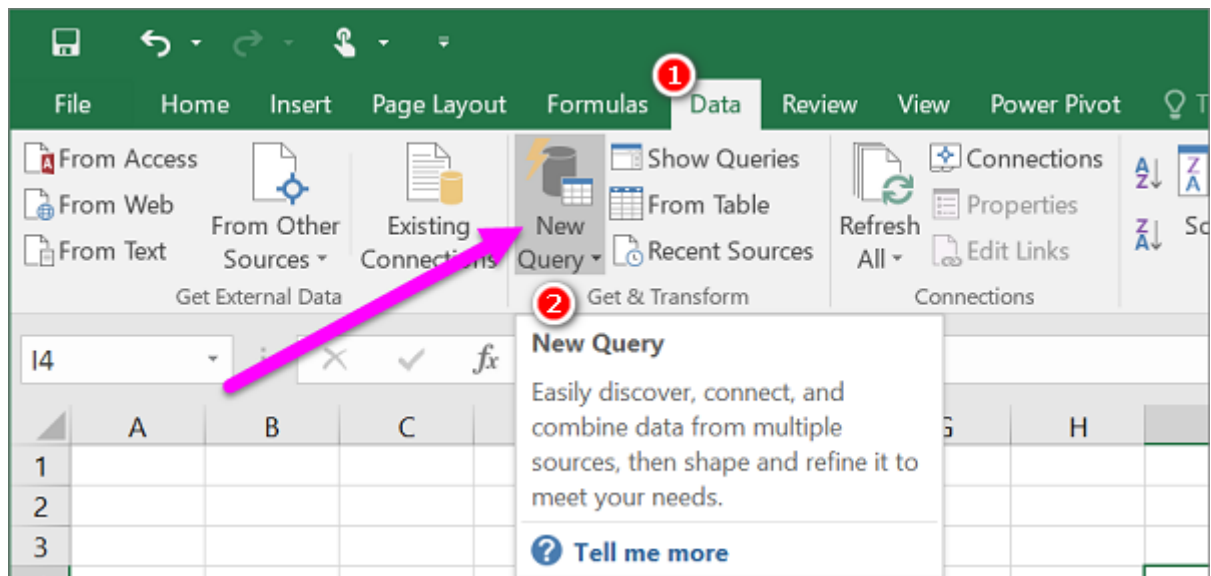 1
File Home Insert Page Layout Formulas Data Review View Power Pivot T
From Access
From Web
From Text
From Other
Sources
Get External Data
Existing
Connections
New
Query
Show Queries
From Table
Recent Sources
Get & Transform
Refresh
All
Connections
Properties
Edit Links
Connections
A
Z
Z
A
Z
A
So
2
I4
fx
New Query
Easily discover, connect, and
combine data from multiple
sources, then shape and refine it to
meet your needs.
? Tell me more
A B C G H
1
2
3